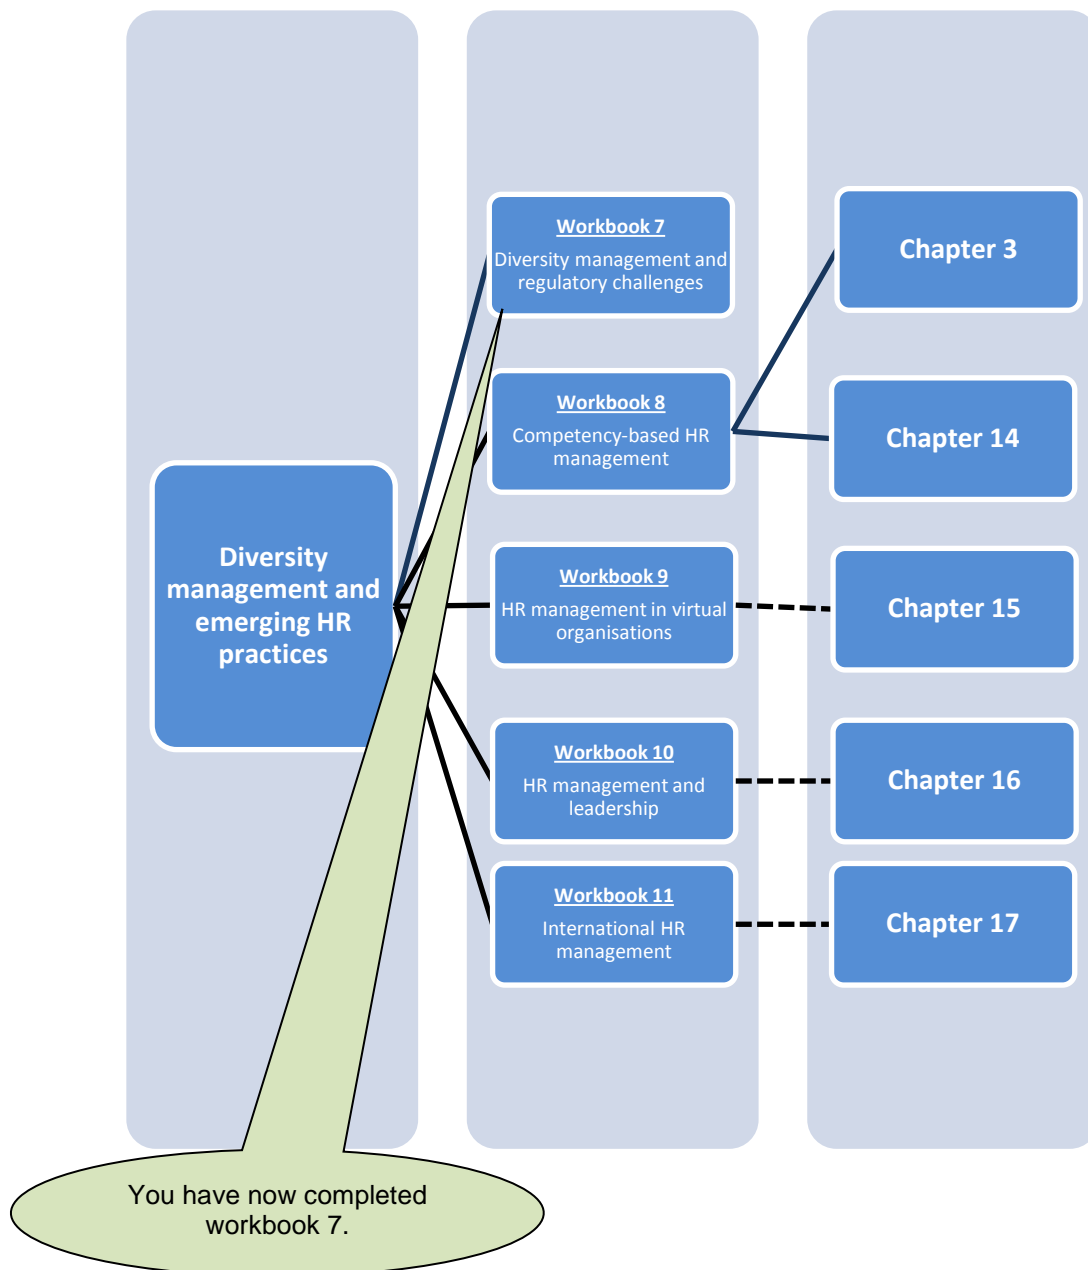 Diversity
management and
emerging HR
practices
Workbook 7
Diversity management and
regulatory challenges
Workbook 8
Competency-based HR
management
Workbook 9
HR management in virtual
organisations
Workbook 10
HR management and
leadership
Workbook 11
International HR
management
Chapter 3
Chapter 14
Chapter 15
Chapter 16
Chapter 17
You have now completed
workbook 7.